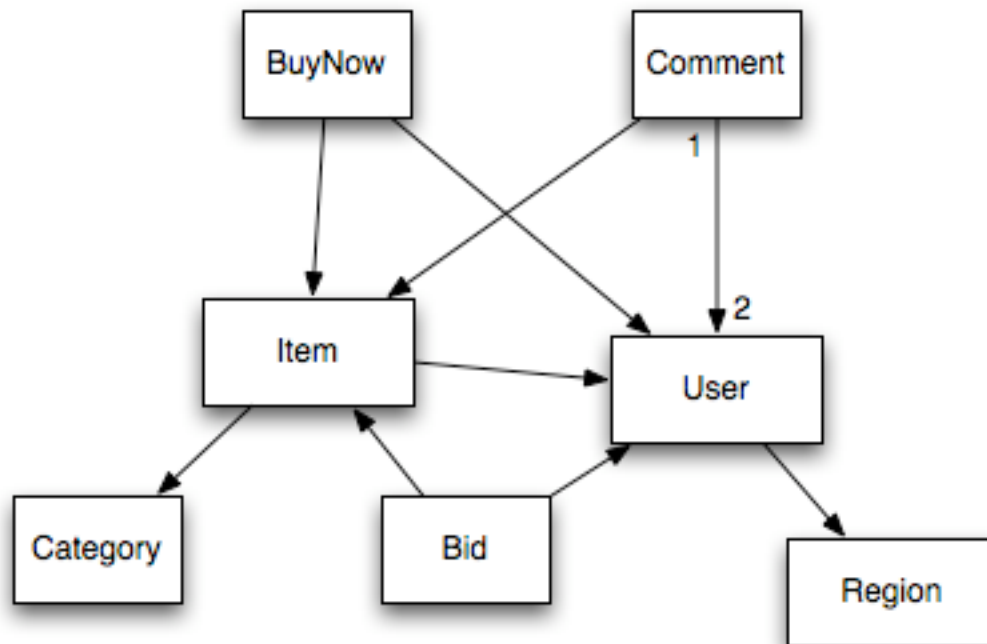 BuyNow
Comment
1
2
Item
User
Category
Bid
Region